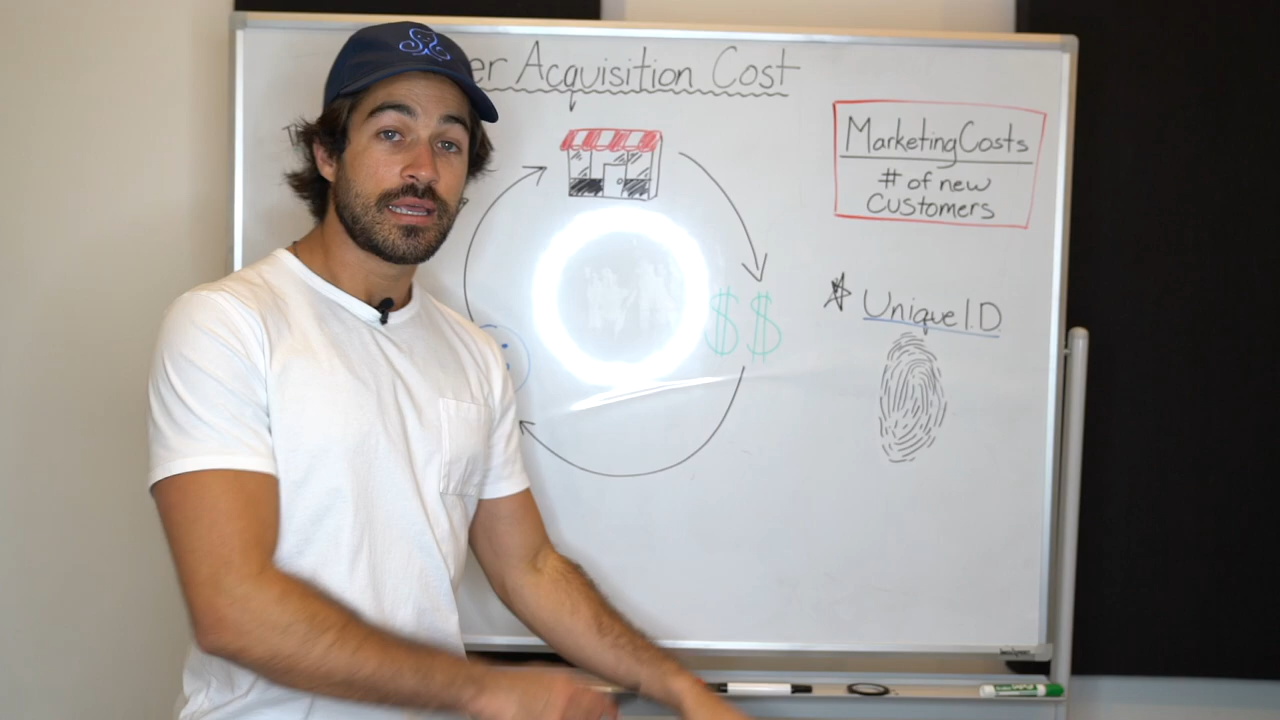 er Acquisition Cost
Marketing Costs
# of new
Customers
$$
Unique I.D